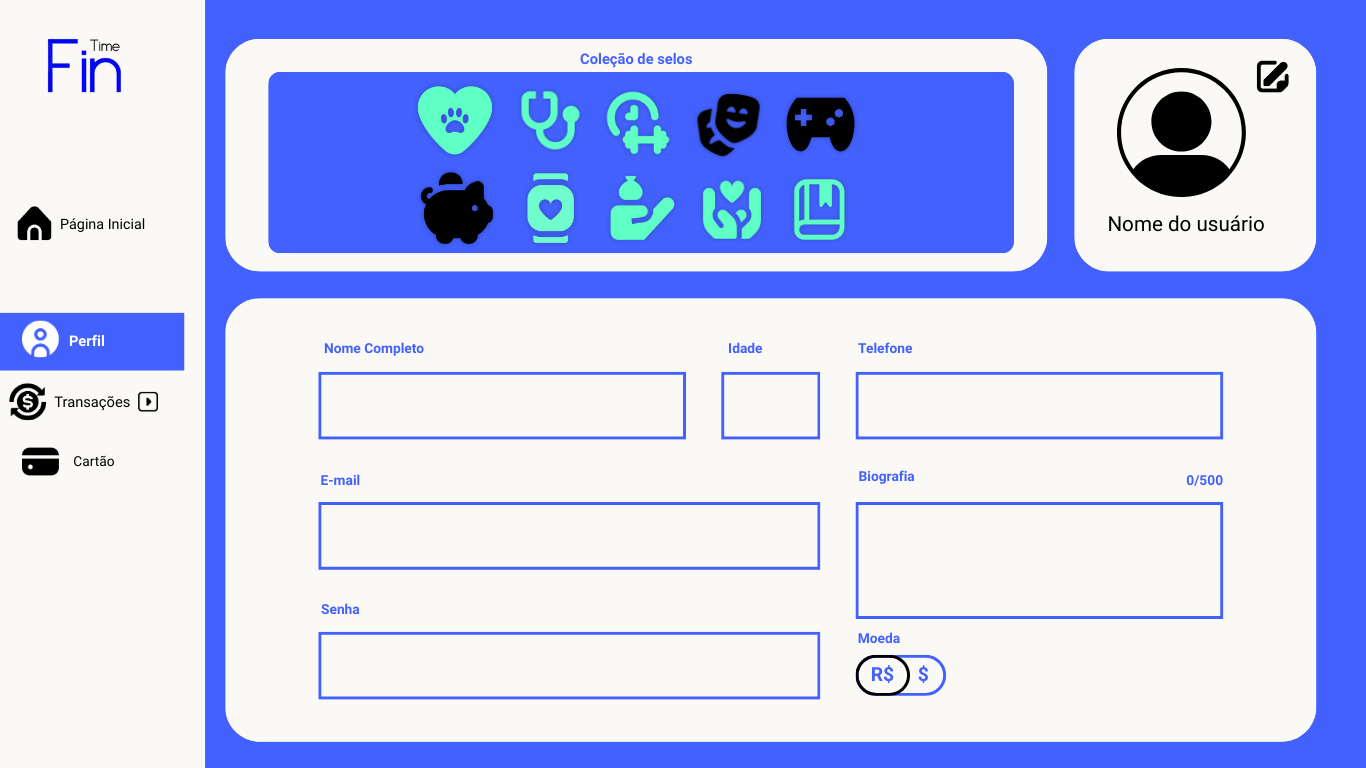 Time
Fin
Página Inicial
Perfil
Transações
Cartão
Coleção de selos
Nome do usuário
Nome Completo
Idade
Telefone
E-mail
Biografia
0/500
Senha
Moeda
R$ $